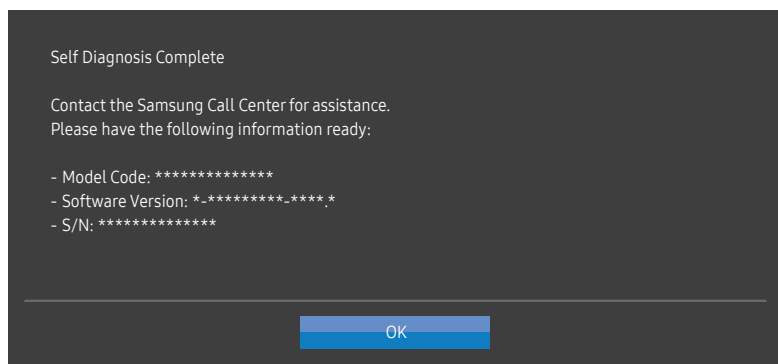 Self Diagnosis Complete
Contact the Samsung Call Center for assistance.
Please have the following information ready:
- Model Code: **************
- Software Version: *-*********-****.*
- S/N: **************
OK